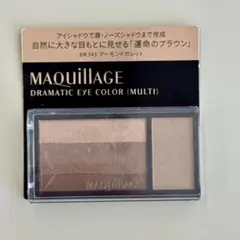 アイシャドウで眉・ノーズシャドウまで完成
自然に大きな目もとに見せる「運命のブラウン」
BR343 アーモンドガレット
MAQuillAGE
DRAMATIC EYE COLOR (MULTI)
MAQuillAGE